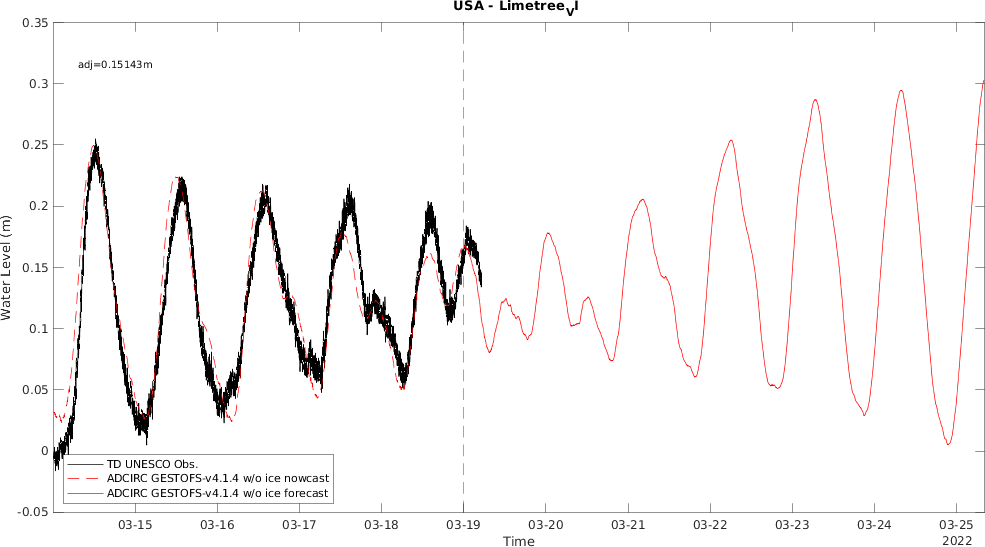 USA - Limetree_VI
0.35
adj=0.15143m
0.3
0.25
0.2
0.15
0.1
0.05
0
-0.05
Water Level (m)
TD UNESCO Obs.
ADCIRC GESTOFS-v4.1.4 w/o ice nowcast
ADCIRC GESTOFS-v4.1.4 w/o ice forecast
03-15 03-16 03-17 03-18 03-19 03-20 03-21 03-22 03-23 03-24 03-25
2022
Time